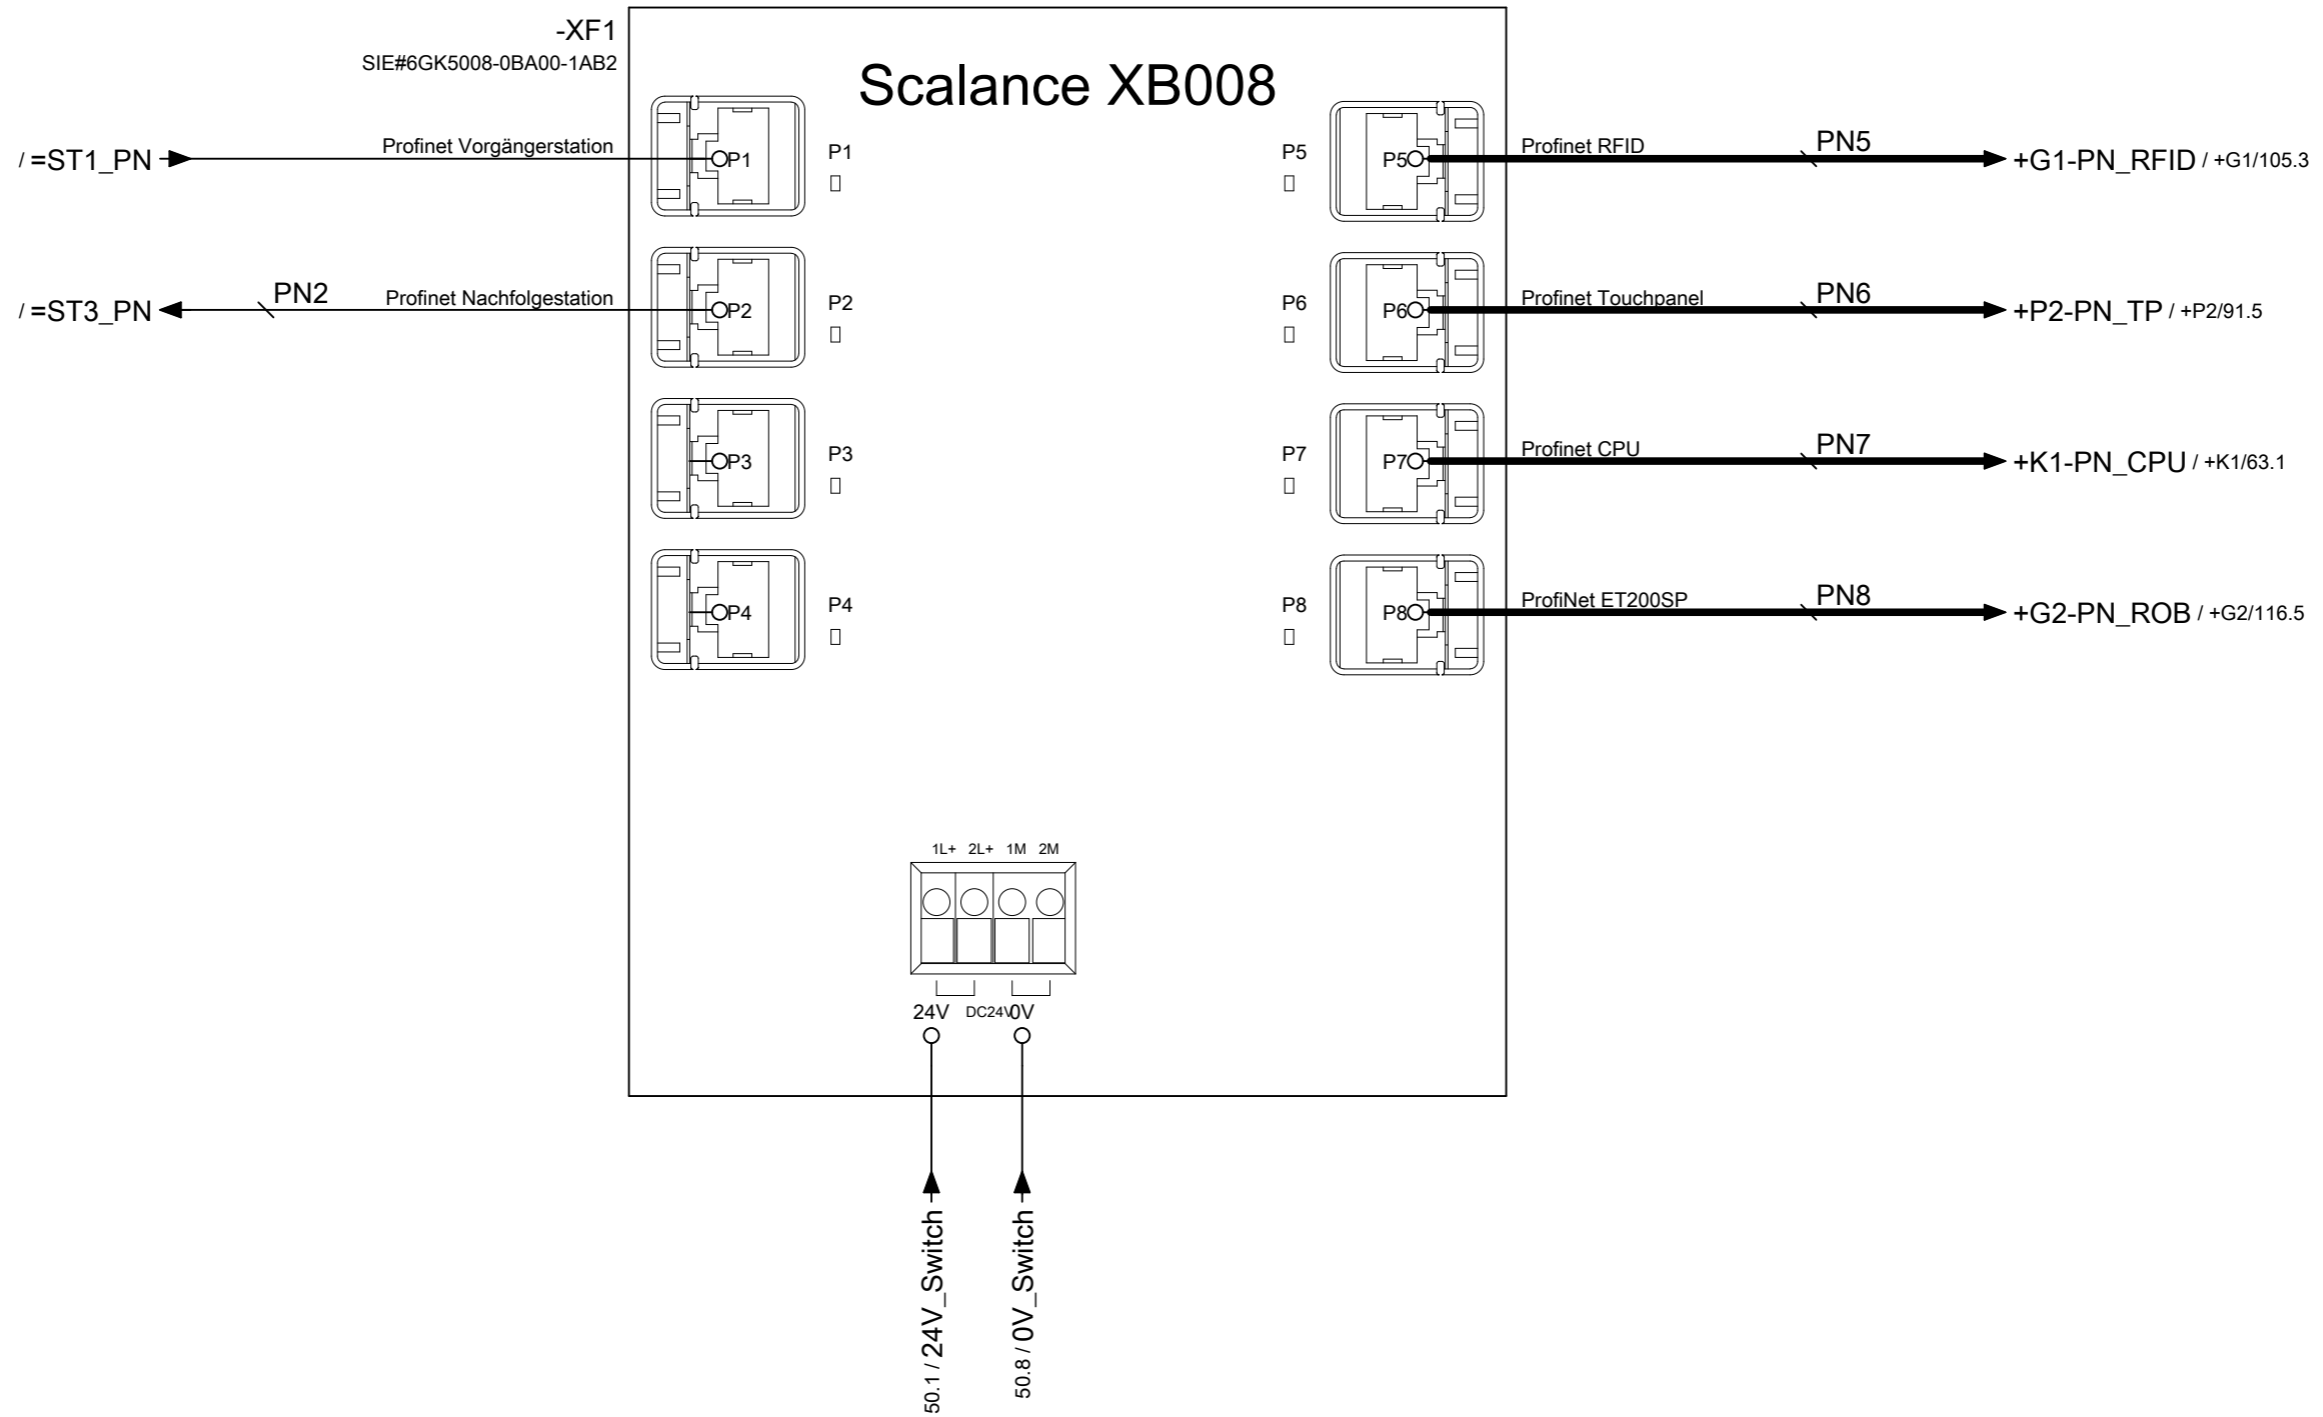 -XF1
SIE#6GK5008-0BA00-1AB2
Scalance XB008
/ =ST1_PN
Profinet Vorgängerstation
P1
P1
P5
P5
Profinet RFID
PN5
+G1-PN_RFID / +G1/105.3
/ =ST3_PN
PN2
Profinet Nachfolgestation
P2
P2
P6
P6
Profinet Touchpanel
PN6
+P2-PN_TP / +P2/91.5
P3
P3
P7
P7
Profinet CPU
PN7
+K1-PN_CPU / +K1/63.1
P4
P4
P8
P8
ProfiNet ET200SP
PN8
+G2-PN_ROB / +G2/116.5
1L+ 2L+ 1M 2M
24V DC24V 0V
50.1 / 24V_Switch
50.8 / 0V_Switch